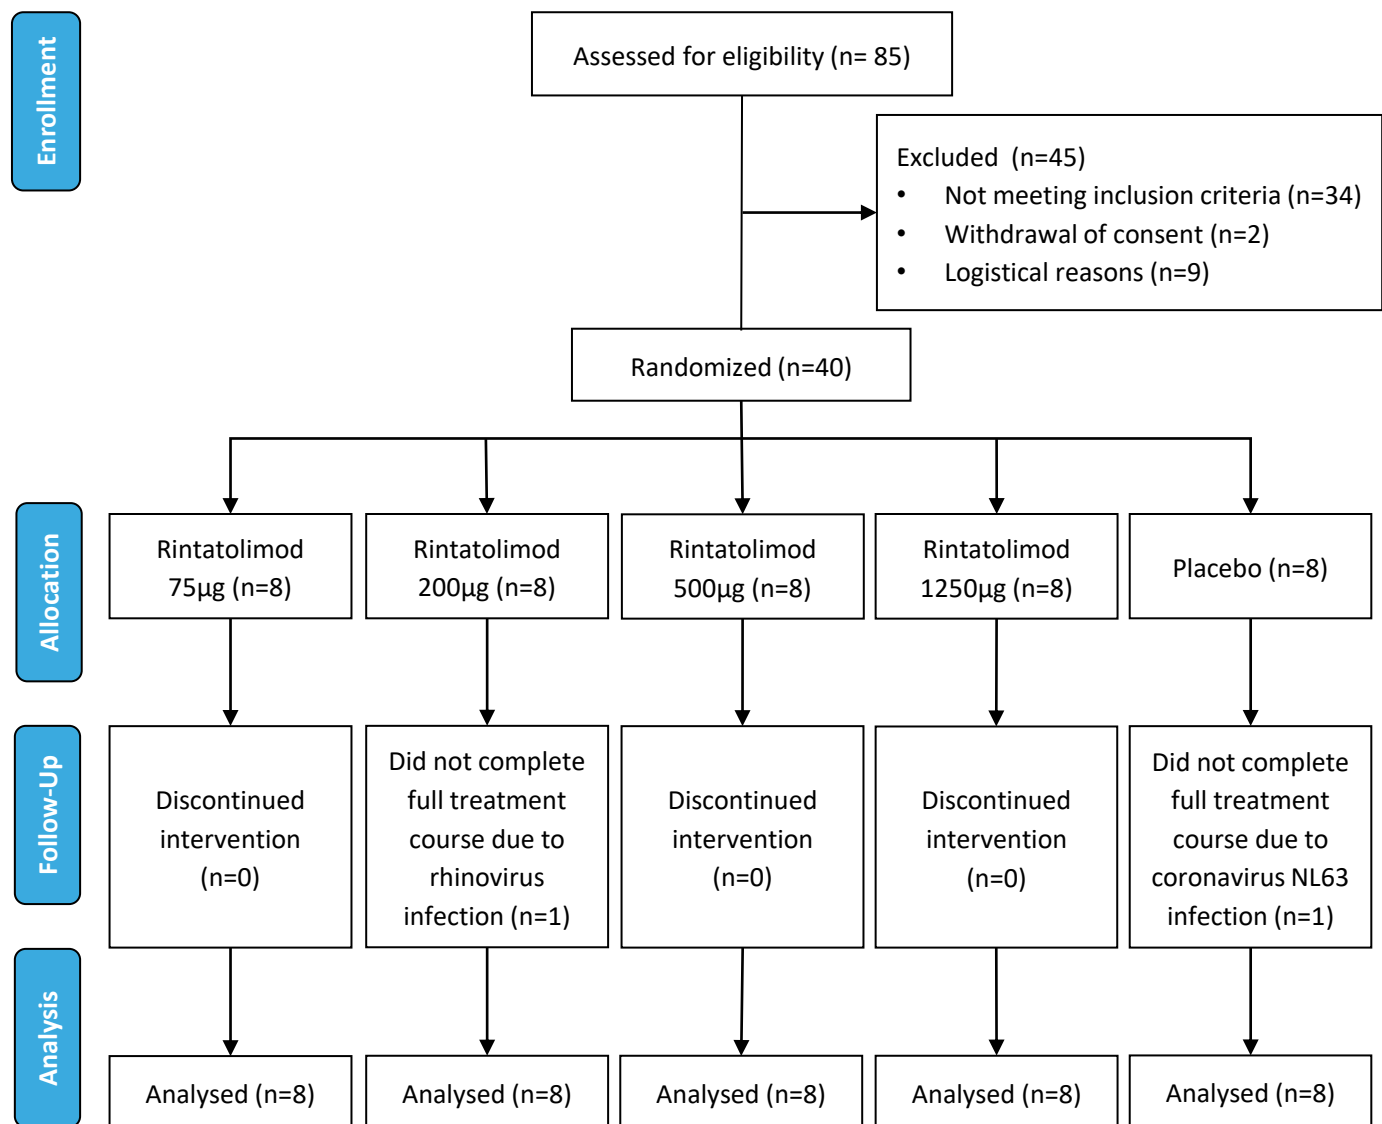 Enrollment
Assessed for eligibility (n= 85)
Excluded  (n=45)
• Not meeting inclusion criteria (n=34)
• Withdrawal of consent (n=2)
• Logistical reasons (n=9)
Randomized (n=40)
Allocation
Rintatolimod
75µg (n=8)
Rintatolimod
200µg (n=8)
Rintatolimod
500µg (n=8)
Rintatolimod
1250µg (n=8)
Placebo (n=8)
Follow-Up
Discontinued
intervention
(n=0)
Did not complete
full treatment
course due to
rhinovirus
infection (n=1)
Discontinued
intervention
(n=0)
Discontinued
intervention
(n=0)
Did not complete
full treatment
course due to
coronavirus NL63
infection (n=1)
Analysis
Analysed (n=8)
Analysed (n=8)
Analysed (n=8)
Analysed (n=8)
Analysed (n=8)